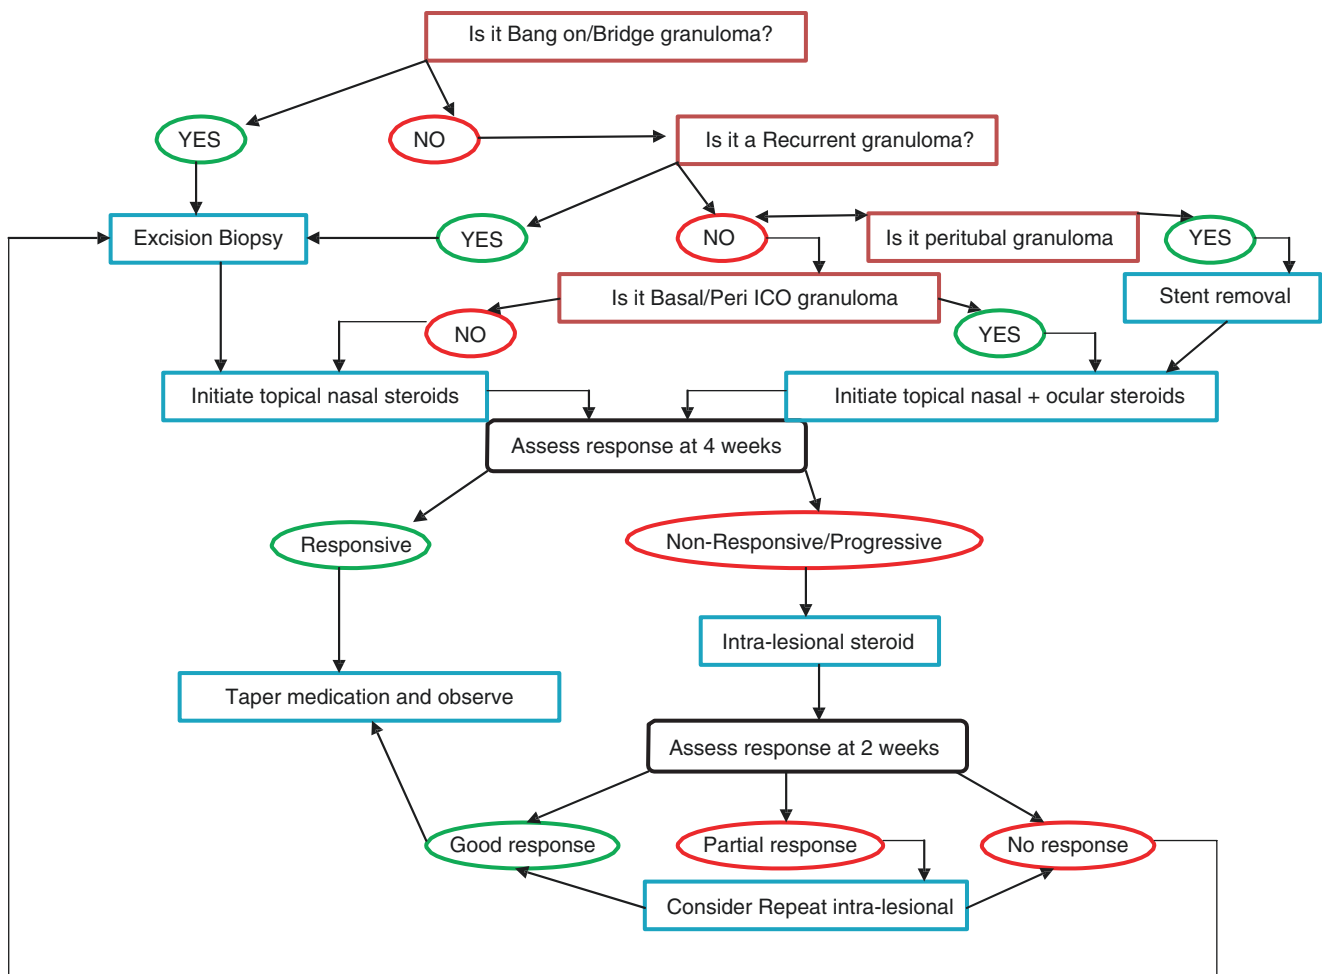 Is it Bang on/Bridge granuloma?
YES
NO
Is it a Recurrent granuloma?
Excision Biopsy
YES
NO
Is it peritubal granuloma
YES
Is it Basal/Peri ICO granuloma
Stent removal
NO
YES
Initiate topical nasal steroids
Initiate topical nasal + ocular steroids
Assess response at 4 weeks
Responsive
Non-Responsive/Progressive
Intra-lesional steroid
Taper medication and observe
Assess response at 2 weeks
Good response
Partial response
No response
Consider Repeat intra-lesional